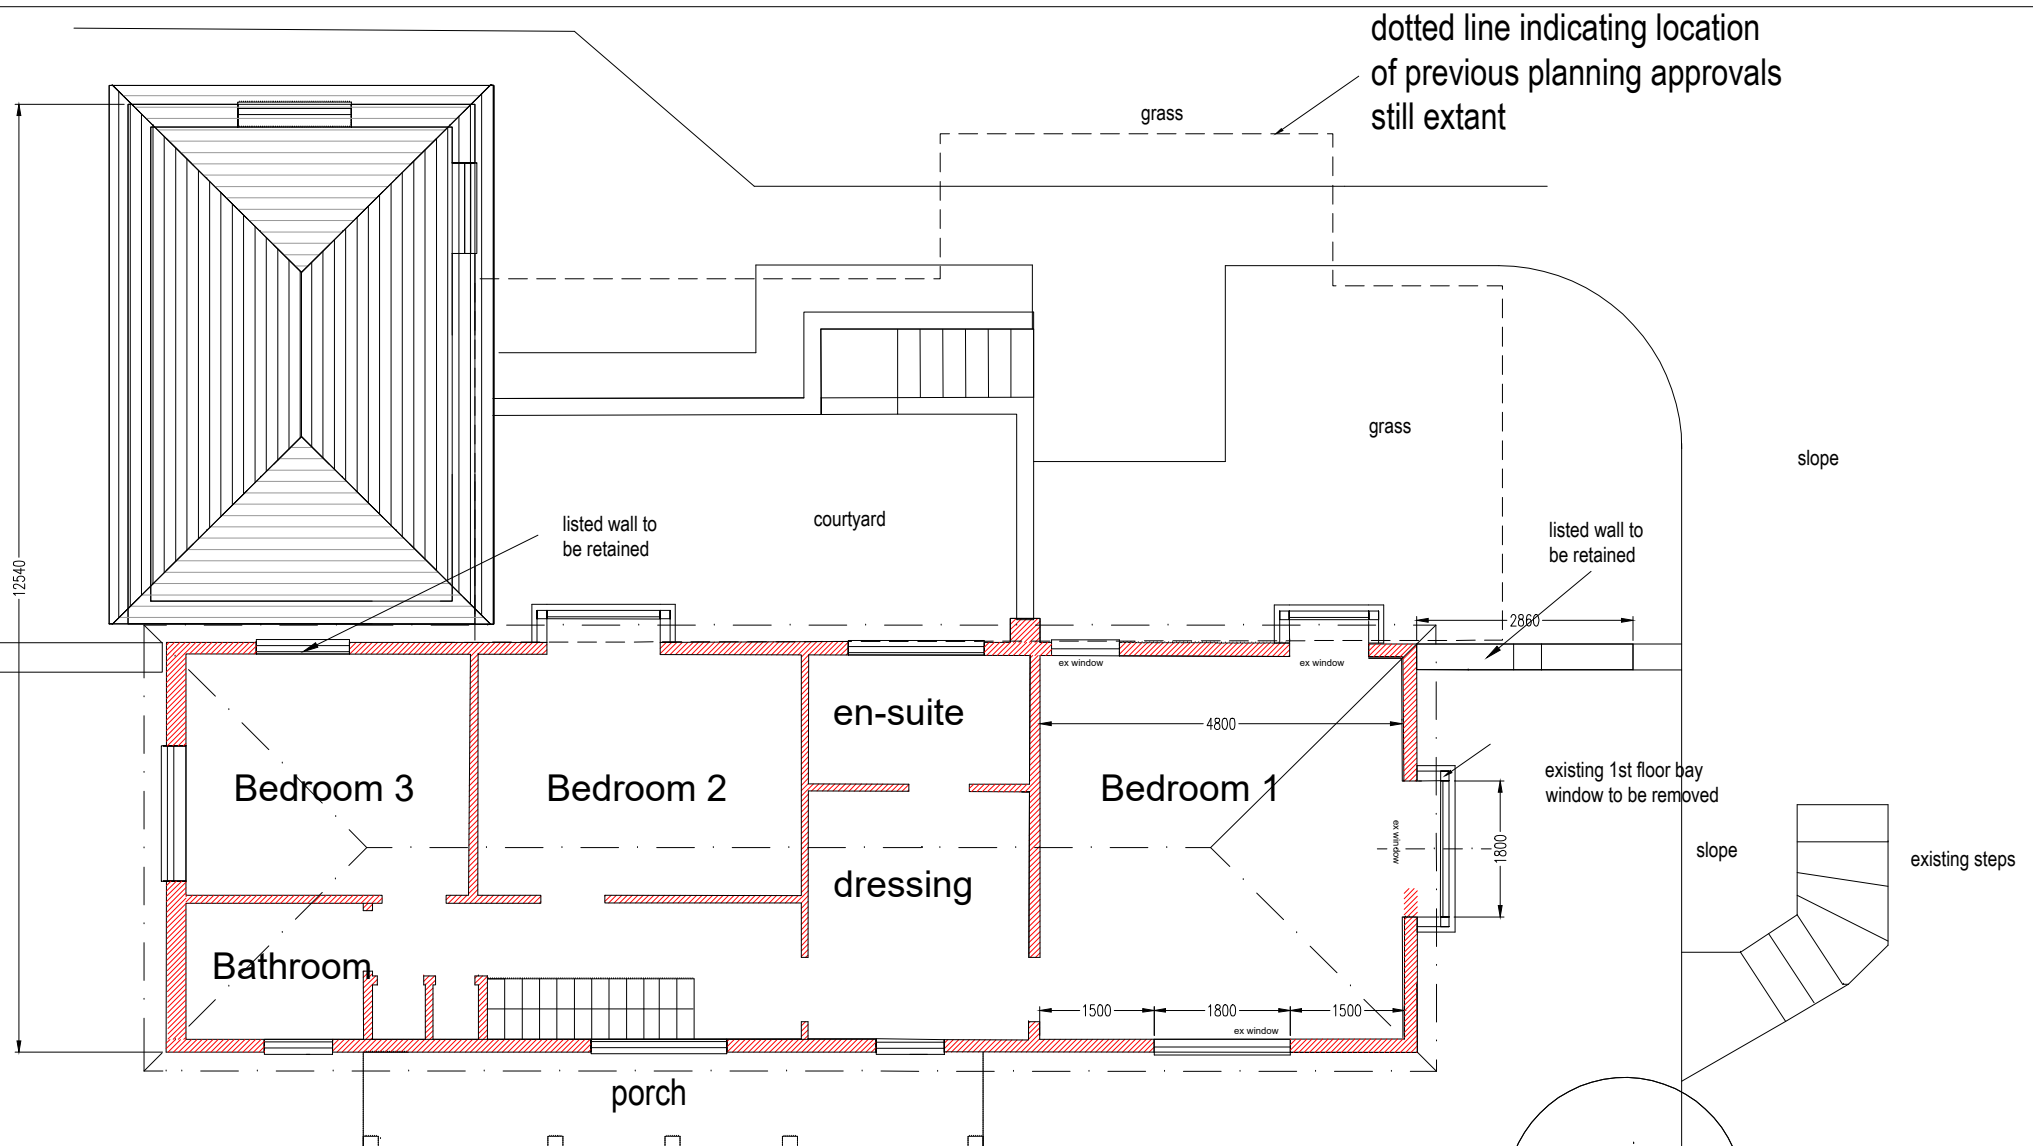 dotted line indicating location
of previous planning approvals
still extant
grass
grass
slope
listed wall to
be retained
courtyard
listed wall to
be retained
12540
2860
ex window
ex window
en-suite
4800
Bedroom 3
Bedroom 2
Bedroom 1
existing 1st floor bay
window to be removed
ex window
1800
slope
existing steps
dressing
Bathroom
1500
1800
1500
ex window
porch